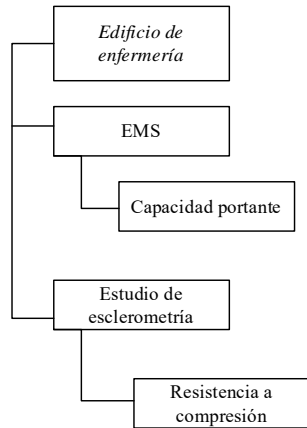 Edificio de
enfermería
EMS
Capacidad portante
Estudio de
esclerometría
Resistencia a
compresión